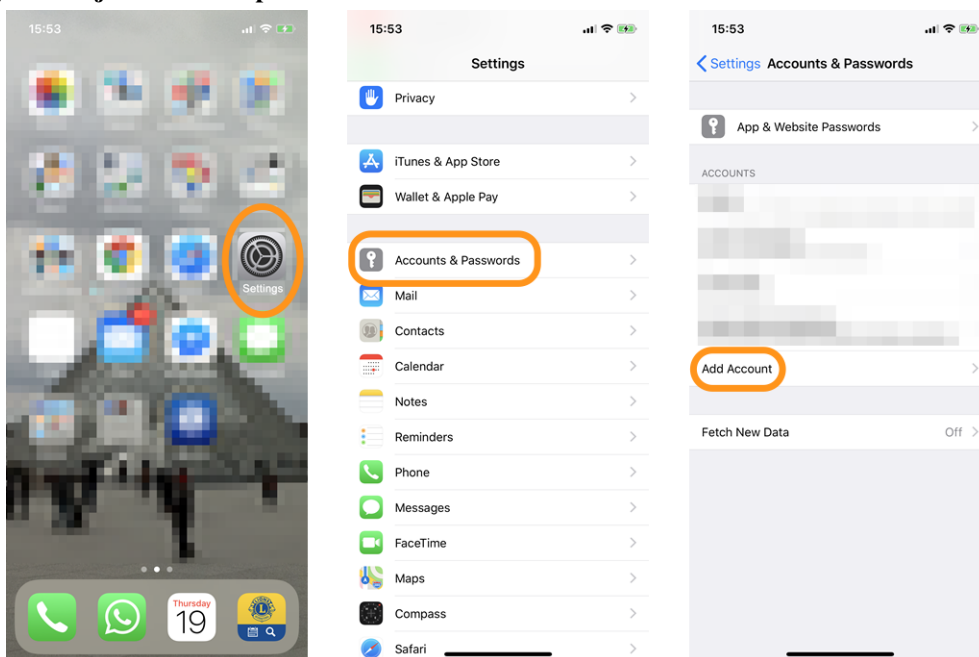 15:53
Settings
Thursday
19
15:53
Settings
Privacy
iTunes & App Store
Wallet & Apple Pay
Accounts & Passwords
Mail
Contacts
Calendar
Notes
Reminders
Phone
Messages
FaceTime
Maps
Compass
Safari
15:53
Settings Accounts & Passwords
App & Website Passwords
ACCOUNTS
Add Account
Fetch New Data Off